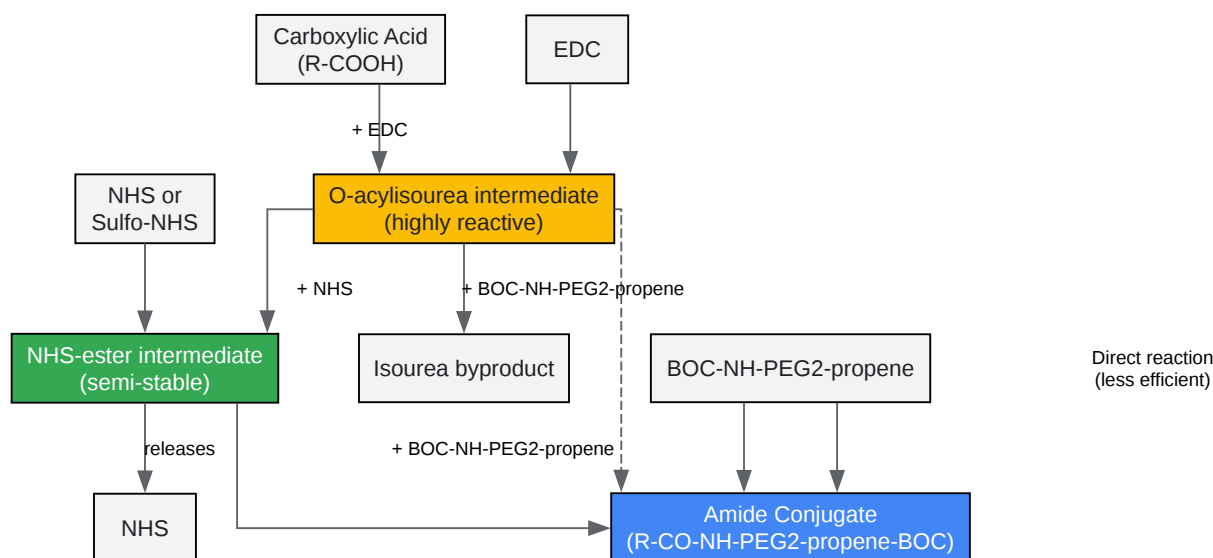 Carboxylic Acid
(R-COOH)
EDC
+ EDC
NHS or
Sulfo-NHS
O-acylisourea intermediate
(highly reactive)
+ NHS
+ BOC-NH-PEG2-propene
NHS-ester intermediate
(semi-stable)
Isourea byproduct
BOC-NH-PEG2-propene
Direct reaction
(less efficient)
releases
+ BOC-NH-PEG2-propene
NHS
Amide Conjugate
(R-CO-NH-PEG2-propene-BOC)